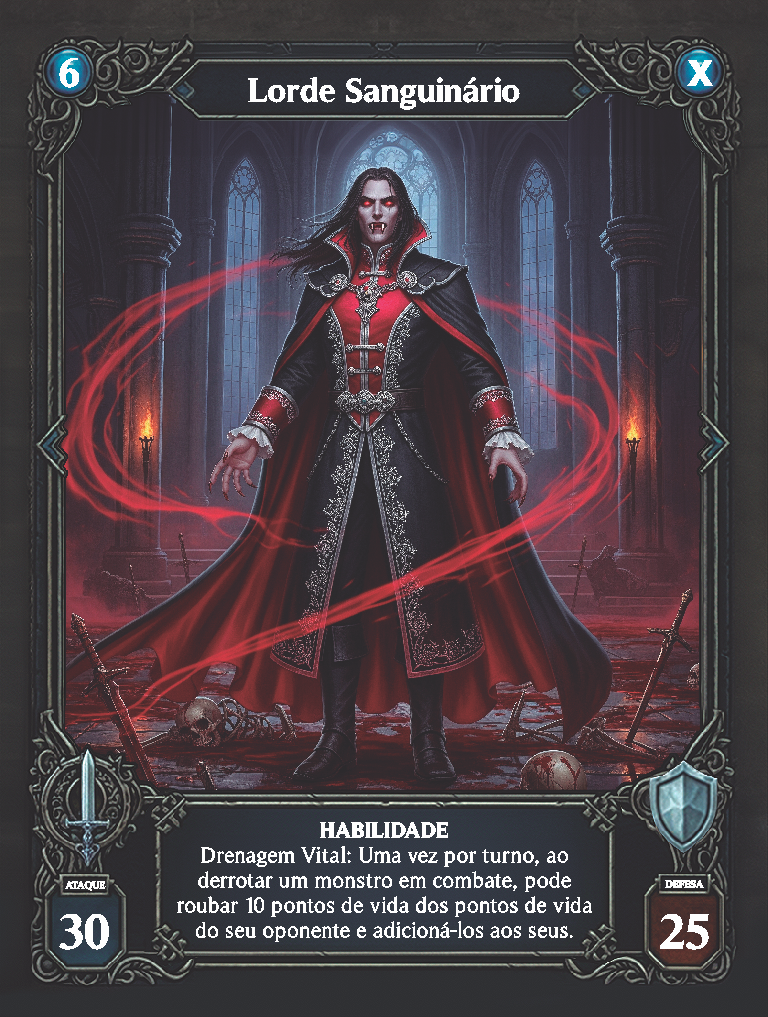 6
Lorde Sanguinário
X
HABILIDADE
Drenagem Vital: Uma vez por turno, ao
derrotar um monstro em combate, pode
roubar 10 pontos de vida dos pontos de vida
do seu oponente e adicioná-los aos seus.
ATAQUE
30
DEFESA
25